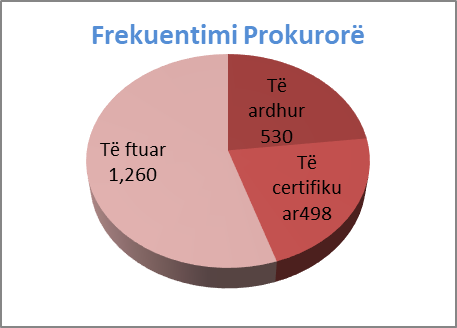 Frekuentimi Prokurorë
Të
ardhur
530
Të ftuar
1,260
Të
certifiku
ar498